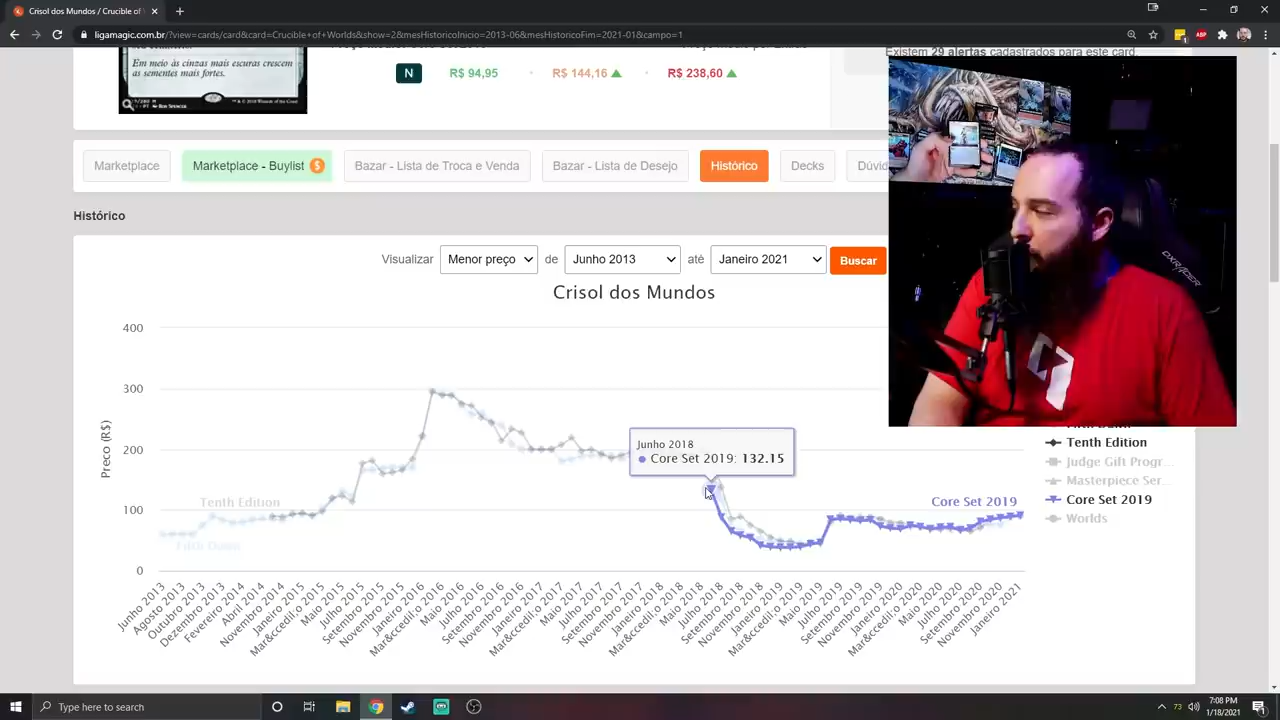 Crisol dos Mundos / Crucible of
ligamagic.com.br/?view=cards/card&card=Crucible+of+Worlds&show=2&mesHistoricoInicio=2013-06&mesHistoricoFim=2021-01&campo=1
Existem 29 alertas cadastrados para este card.
Em meio às cinzas mais escuras crescem
as sementes mais fortes.
N R$ 94,95 R$ 144,16 R$ 238,60
Marketplace
Marketplace - Buylist $
Bazar - Lista de Troca e Venda
Bazar - Lista de Desejo
Histórico
Decks
Dúvid
Histórico
Visualizar Menor preço de Junho 2013 até Janeiro 2021 Buscar
Crisol dos Mundos
400
300
200
100
0
Preco (R$)
Junho 2018
Core Set 2019: 132.15
Tenth Edition
Fifth Dawn
Core Set 2019
Tenth Edition
Judge Gift Progr...
Masterpiece Ser...
Core Set 2019
Worlds
Junho 2013
Agosto 2013
Outubro 2013
Dezembro 2013
Fevereiro 2014
Abril 2014
Novembro 2014
Janeiro 2015
Mar&ccedil;o 2015
Maio 2015
Julho 2015
Setembro 2015
Novembro 2015
Janeiro 2016
Mar&ccedil;o 2016
Maio 2016
Julho 2016
Setembro 2016
Novembro 2016
Janeiro 2017
Mar&ccedil;o 2017
Maio 2017
Julho 2017
Setembro 2017
Novembro 2017
Janeiro 2018
Mar&ccedil;o 2018
Maio 2018
Julho 2018
Setembro 2018
Novembro 2018
Janeiro 2019
Mar&ccedil;o 2019
Maio 2019
Julho 2019
Setembro 2019
Novembro 2019
Janeiro 2020
Mar&ccedil;o 2020
Maio 2020
Julho 2020
Setembro 2020
Novembro 2020
Janeiro 2021
DXRACER
Type here to search
73
7:08 PM
1/18/2021